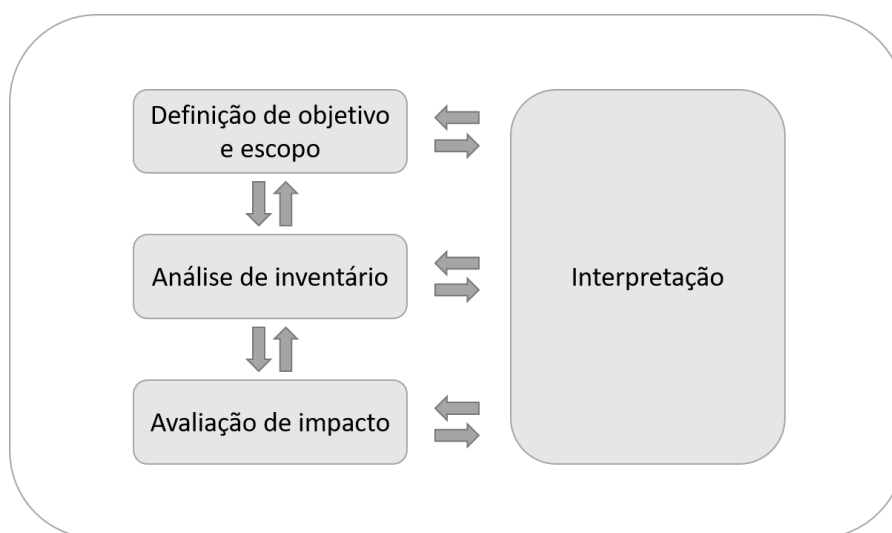 Definição de objetivo
e escopo
Análise de inventário
Interpretação
Avaliação de impacto